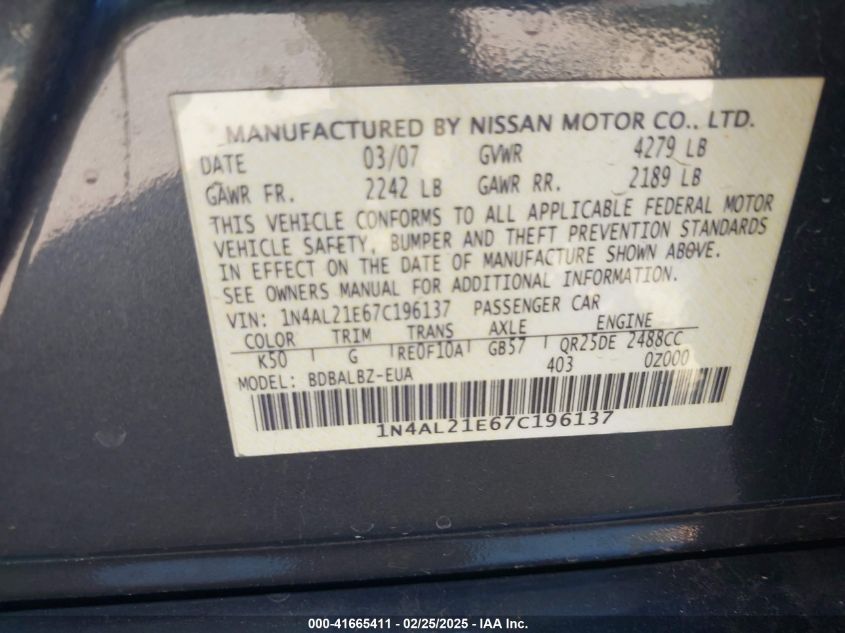 MANUFACTURED BY NISSAN MOTOR CO., LTD.
DATE 03/07 GVWR 4279 LB
GAWR FR. 2242 LB GAWR RR. 2189 LB
THIS VEHICLE CONFORMS TO ALL APPLICABLE FEDERAL MOTOR
VEHICLE SAFETY, BUMPER AND THEFT PREVENTION STANDARDS
IN EFFECT ON THE DATE OF MANUFACTURE SHOWN ABOVE.
SEE OWNERS MANUAL FOR ADDITIONAL INFORMATION.
VIN: 1N4AL21E67C196137 PASSENGER CAR
COLOR TRIM TRANS AXLE ENGINE
K50 G RE0F10A GB57 QR25DE 2488CC
MODEL: BDBALBZ-EUA 403 0Z000
1N4AL21E67C196137
000-41665411 - 02/25/2025 - IAA Inc.